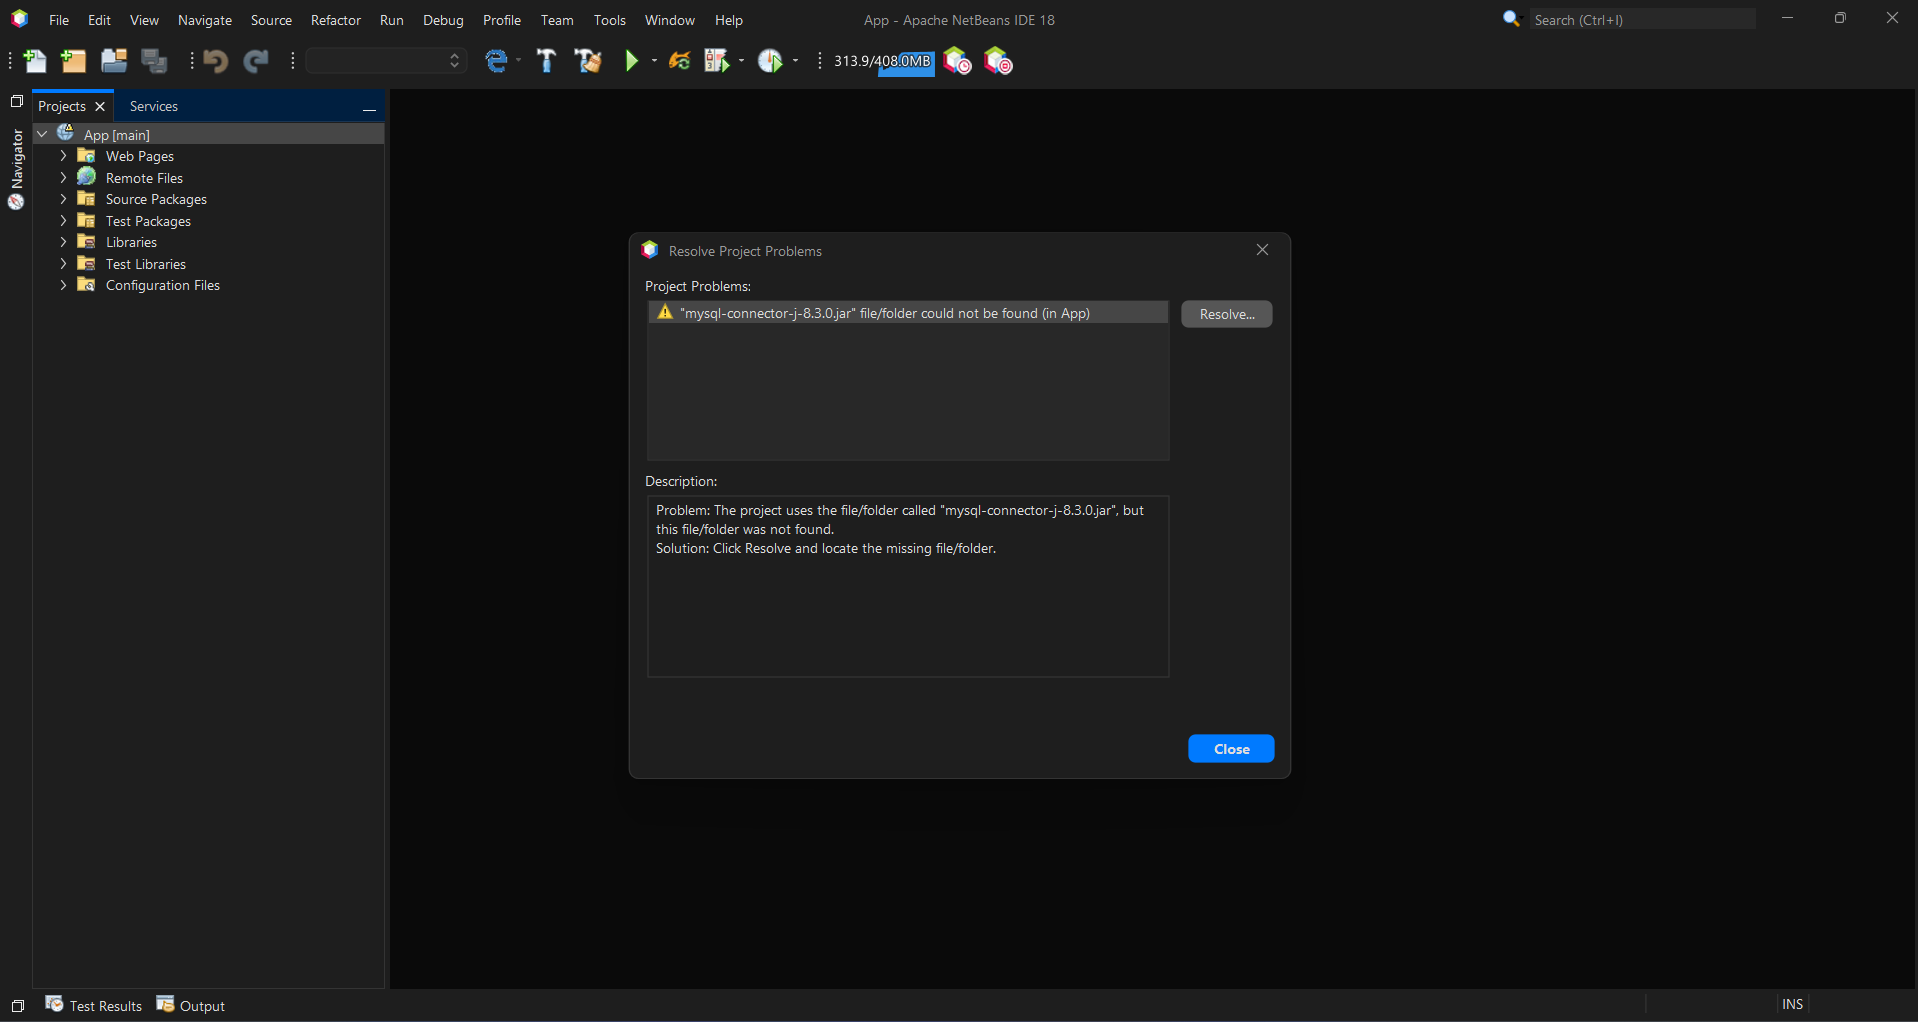 File Edit View Navigate Source Refactor Run Debug Profile Team Tools Window Help
App - Apache NetBeans IDE 18
Search (Ctrl+I)
313.9/408.0MB
Projects
Services
Navigator
App [main]
Web Pages
Remote Files
Source Packages
Test Packages
Libraries
Test Libraries
Configuration Files
Resolve Project Problems
Project Problems:
"mysql-connector-j-8.3.0.jar" file/folder could not be found (in App)
Resolve...
Description:
Problem: The project uses the file/folder called "mysql-connector-j-8.3.0.jar", but
this file/folder was not found.
Solution: Click Resolve and locate the missing file/folder.
Close
Test Results
Output
INS